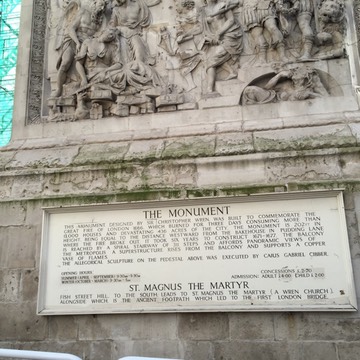 THE MONUMENT
THIS MONUMENT DESIGNED BY SIR CHRISTOPHER WREN WAS BUILT TO COMMEMORATE THE
GREAT FIRE OF LONDON 1666, WHICH BURNED FOR THREE DAYS CONSUMING MORE THAN
13,000 HOUSES AND DEVASTATING 436 ACRES OF THE CITY. THE MONUMENT IS 202FT IN
HEIGHT BEING EQUAL TO THE DISTANCE WESTWARD FROM THE BAKEHOUSE IN PUDDING LANE
WHERE THE FIRE BROKE OUT. IT TOOK SIX YEARS TO CONSTRUCT 1671-1677. THE BALCONY
IS REACHED BY A SPIRAL STAIRWAY OF 311 STEPS AND AFFORDS PANORAMIC VIEWS OF
THE METROPOLIS. A SUPERSTRUCTURE RISES FROM THE BALCONY AND SUPPORTS A COPPER
VASE OF FLAMES.
THE ALLEGORICAL SCULPTURE ON THE PEDESTAL ABOVE WAS EXECUTED BY CAIUS GABRIEL CIBBER.
OPENING HOURS
ST. MAGNUS THE MARTYR
FISH STREET HILL, TO THE SOUTH LEADS TO ST. MAGNUS THE MARTYR (A WREN CHURCH)
ALONGSIDE WHICH IS THE ANCIENT FOOTPATH WHICH LED TO THE FIRST LONDON BRIDGE.